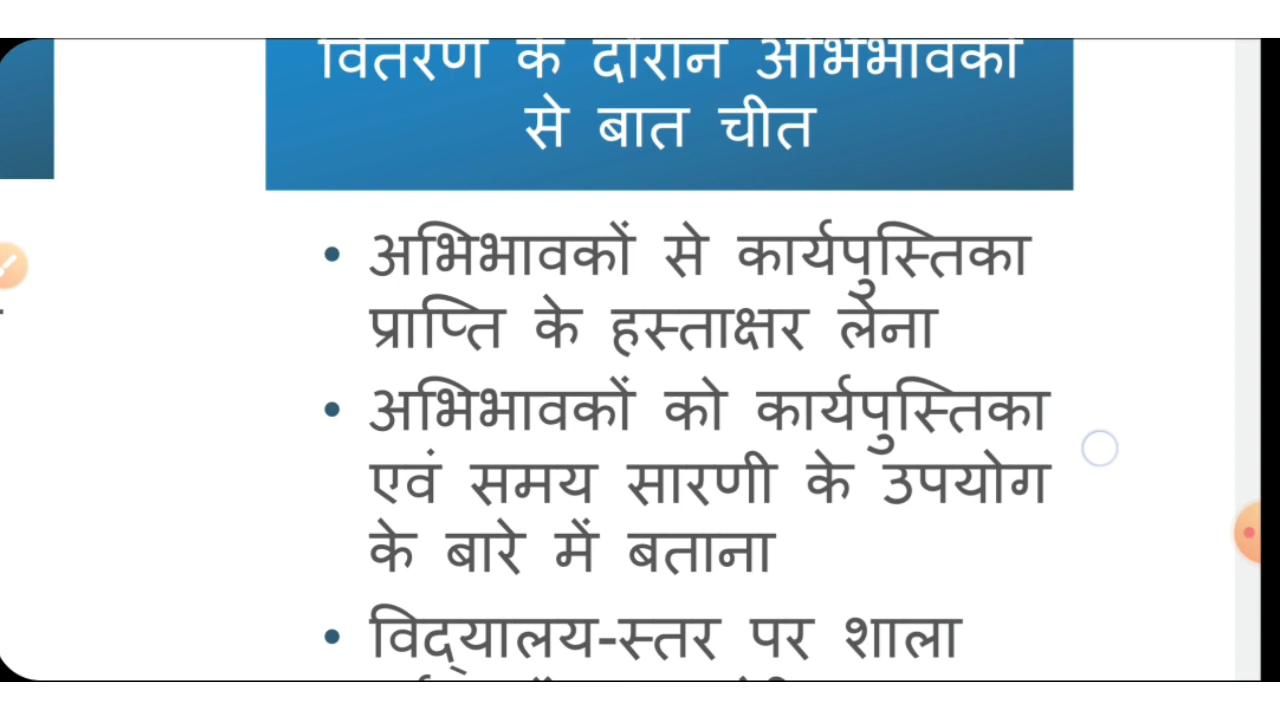 वितरण के दौरान अभिभावकों
से बात चीत
• अभिभावकों से कार्यपुस्तिका
प्राप्ति के हस्ताक्षर लेना
• अभिभावकों को कार्यपुस्तिका
एवं समय सारणी के उपयोग
के बारे में बताना
• विद्यालय-स्तर पर शाला